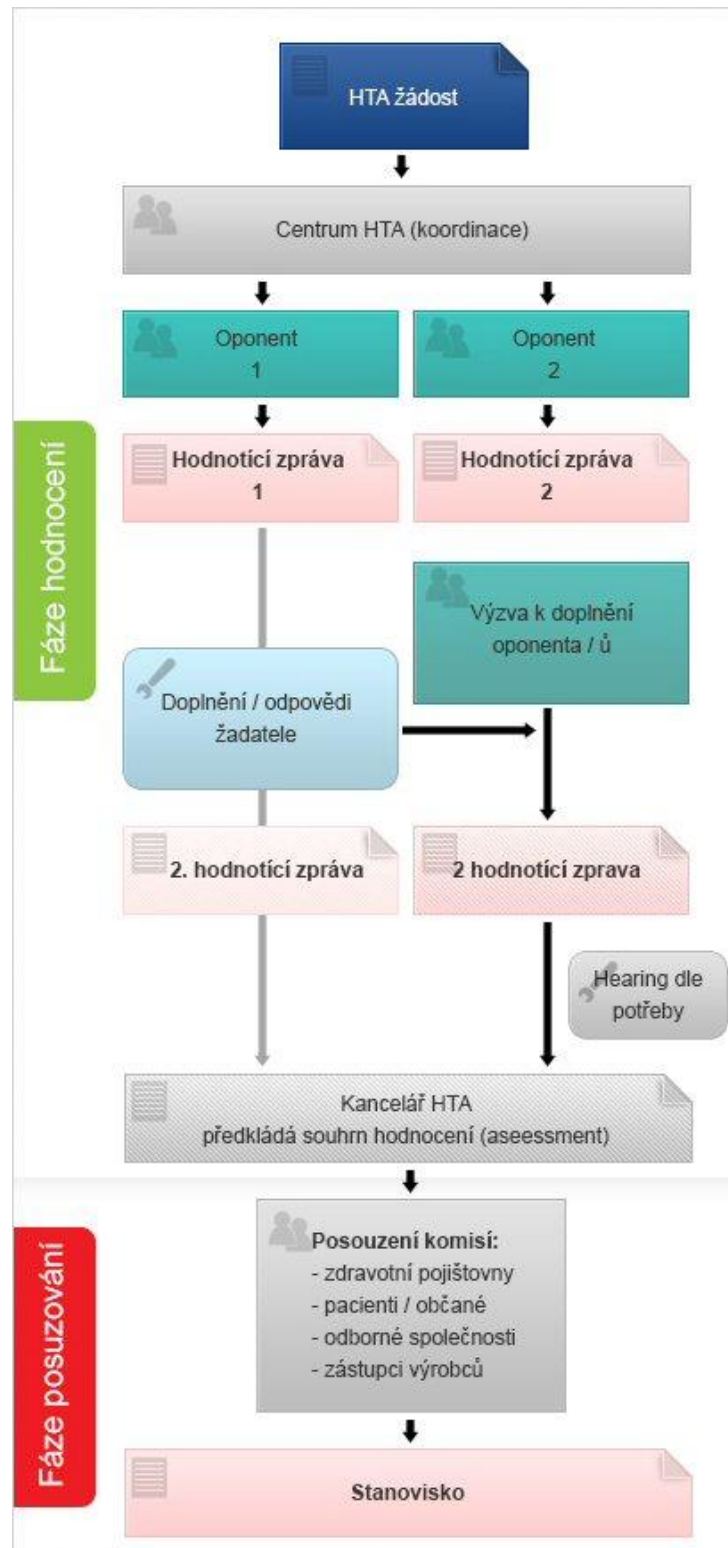 HTA žádost
Centrum HTA (koordinace)
Oponent
1
Oponent
2
Hodnotící zpráva
1
Hodnotící zpráva
2
Fáze hodnocení
Výzva k doplnění
oponenta / ů
Doplnění / odpovědi
žadatele
2. hodnotící zpráva
2 hodnotící zprava
Hearing dle
potřeby
Kancelář HTA
předkládá souhrn hodnocení (aseessment)
Fáze posuzování
Posouzení komisí:
- zdravotní pojištovny
- pacienti / občané
- odborné společnosti
- zástupci výrobců
Stanovisko